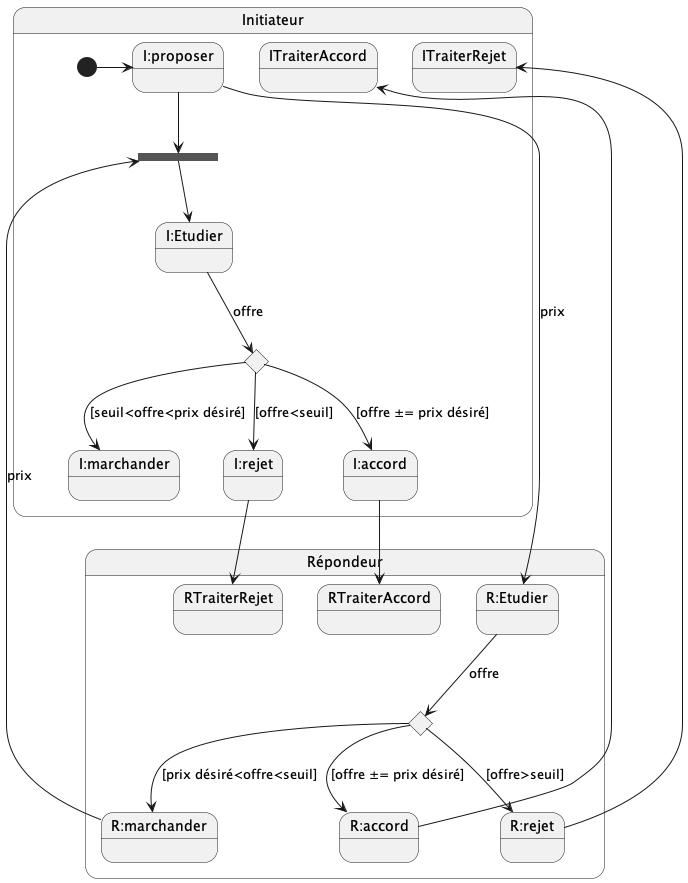 Initiateur
I:proposer
ITraiterAccord
ITraiterRejet
I:Etudier
offre
prix
[seuil<offre<prix désiré]
[offre<seuil]
[offre ±= prix désiré]
I:marchander
I:rejet
I:accord
prix
Répondeur
RTraiterRejet
RTraiterAccord
R:Etudier
offre
[prix désiré<offre<seuil]
[offre ±= prix désiré]
[offre>seuil]
R:marchander
R:accord
R:rejet